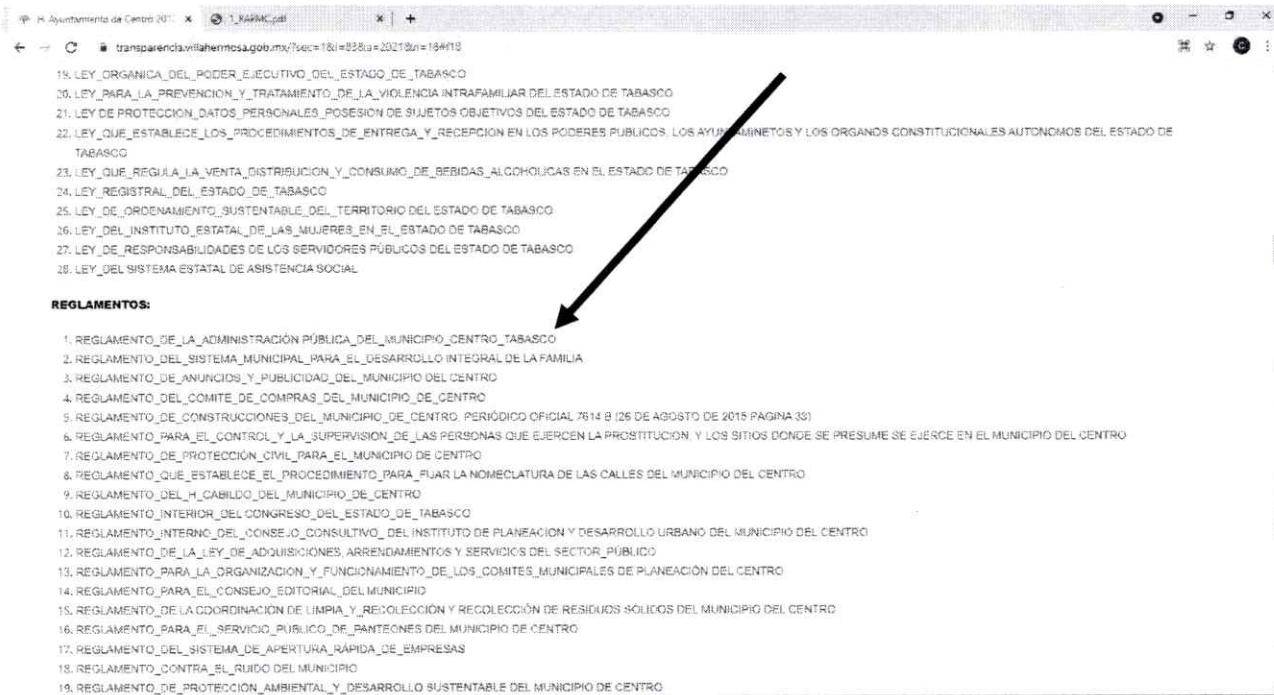 H. Ayuntamiento de Centro 201
1_RAPMC.pdf
transparencia.villahermosa.gob.mx/?sec=1&i=83&a=2021&n=18#f18
19. LEY_ORGANICA_DEL_PODER_EJECUTIVO_DEL_ESTADO_DE_TABASCO
20. LEY_PARA_LA_PREVENCION_Y_TRATAMIENTO_DE_LA_VIOLENCIA INTRAFAMILIAR DEL ESTADO DE TABASCO
21. LEY DE PROTECCION_DATOS_PERSONALES_POSESION DE SUJETOS OBJETIVOS DEL ESTADO DE TABASCO
22. LEY_QUE_ESTABLECE_LOS_PROCEDIMIENTOS_DE_ENTREGA_Y_RECEPCION EN LOS PODERES PUBLICOS, LOS AYUNTAMINETOS Y LOS ORGANOS CONSTITUCIONALES AUTONOMOS DEL ESTADO DE
TABASCO
23. LEY_QUE_REGULA_LA_VENTA_DISTRIBUCION_Y_CONSUMO_DE_BEBIDAS_ALCOHOLICAS EN EL ESTADO DE TABASCO
24. LEY_REGISTRAL_DEL_ESTADO_DE_TABASCO
25. LEY_DE_ORDENAMIENTO_SUSTENTABLE_DEL_TERRITORIO DEL ESTADO DE TABASCO
26. LEY_DEL_INSTITUTO_ESTATAL_DE_LAS_MUJERES_EN_EL_ESTADO DE TABASCO
27. LEY_DE_RESPONSABILIDADES DE LOS SERVIDORES PÚBLICOS DEL ESTADO DE TABASCO
28. LEY_DEL SISTEMA ESTATAL DE ASISTENCIA SOCIAL
REGLAMENTOS:
1. REGLAMENTO_DE_LA_ADMINISTRACIÓN PÚBLICA_DEL_MUNICIPIO_CENTRO_TABASCO
2. REGLAMENTO_DEL_SISTEMA_MUNICIPAL_PARA_EL_DESARROLLO INTEGRAL DE LA FAMILIA
3. REGLAMENTO_DE_ANUNCIOS_Y_PUBLICIDAD_DEL_MUNICIPIO DEL CENTRO
4. REGLAMENTO_DEL_COMITE_DE_COMPRAS_DEL_MUNICIPIO_DE_CENTRO
5. REGLAMENTO_DE_CONSTRUCCIONES_DEL_MUNICIPIO_DE_CENTRO, PERIÓDICO OFICIAL 7614 B (26 DE AGOSTO DE 2015 PAGINA 33)
6. REGLAMENTO_PARA_EL_CONTROL_Y_LA_SUPERVISION_DE_LAS_PERSONAS QUE EJERCEN LA PROSTITUCION, Y LOS SITIOS DONDE SE PRESUME SE EJERCE EN EL MUNICIPIO DEL CENTRO
7. REGLAMENTO_DE_PROTECCIÓN_CIVIL_PARA_EL_MUNICIPIO DE CENTRO
8. REGLAMENTO_QUE_ESTABLECE_EL_PROCEDIMIENTO_PARA_FIJAR LA NOMECLATURA DE LAS CALLES DEL MUNICIPIO DEL CENTRO
9. REGLAMENTO_DEL_H_CABILDO_DEL_MUNICIPIO_DE_CENTRO
10. REGLAMENTO_INTERIOR_DEL_CONGRESO_DEL_ESTADO_DE_TABASCO
11. REGLAMENTO_INTERNO_DEL_CONSEJO_CONSULTIVO_DEL INSTITUTO DE PLANEACION Y DESARROLLO URBANO DEL MUNICIPIO DEL CENTRO
12. REGLAMENTO_DE_LA_LEY_DE_ADQUISICIONES, ARRENDAMIENTOS Y SERVICIOS DEL SECTOR_PÚBLICO
13. REGLAMENTO_PARA_LA_ORGANIZACION_Y_FUNCIONAMIENTO_DE_LOS_COMITES_MUNICIPALES DE PLANEACIÓN DEL CENTRO
14. REGLAMENTO_PARA_EL_CONSEJO_EDITORIAL_DEL MUNICIPIO
15. REGLAMENTO_DE LA COORDINACIÓN DE LIMPIA_Y_RECOLECCIÓN Y RECOLECCIÓN DE RESIDUOS SOLIDOS DEL MUNICIPIO DEL CENTRO
16. REGLAMENTO_PARA_EL_SERVICIO_PUBLICO_DE_PANTEONES DEL MUNICIPIO DE CENTRO
17. REGLAMENTO_DEL_SISTEMA_DE_APERTURA_RÁPIDA_DE_EMPRESAS
18. REGLAMENTO_CONTRA_EL_RUIDO DEL MUNICIPIO
19. REGLAMENTO_DE_PROTECCIÓN_AMBIENTAL_Y_DESARROLLO SUSTENTABLE DEL MUNICIPIO DE CENTRO